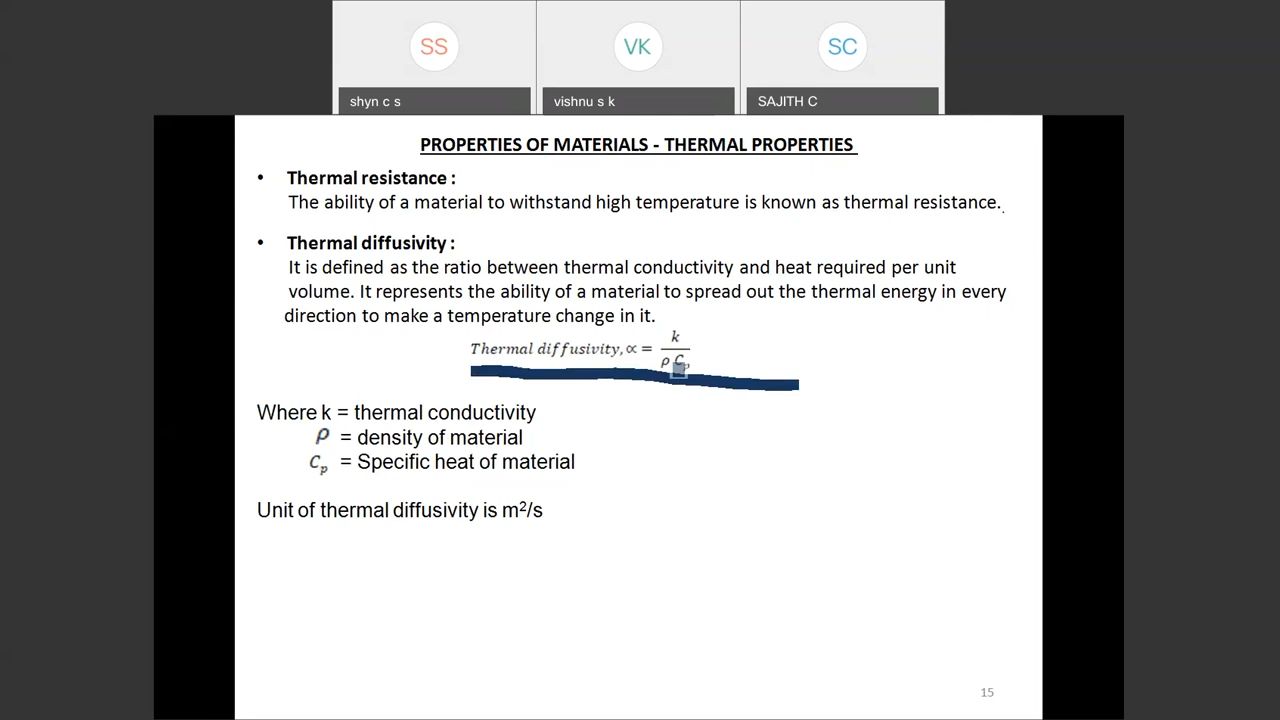 SS
VK
SC
shyn c s
vishnu s k
SAJITH C
PROPERTIES OF MATERIALS - THERMAL PROPERTIES
• Thermal resistance :
The ability of a material to withstand high temperature is known as thermal resistance.
• Thermal diffusivity :
It is defined as the ratio between thermal conductivity and heat required per unit
volume. It represents the ability of a material to spread out the thermal energy in every
direction to make a temperature change in it.
Thermal diffusivity, ∝ = k / ρ Cp
Where k = thermal conductivity
ρ = density of material
Cp = Specific heat of material
Unit of thermal diffusivity is m²/s
15